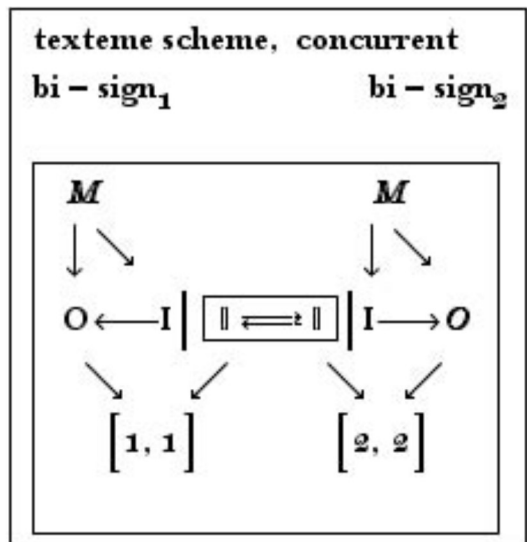 texteme scheme, concurrent
bi – sign₁ bi – sign₂
M M
↓ ↘ ↓ ↘
O ← I | 𝕀 ⇌ 𝕀 | I → O
↘ ↙ ↘ ↙
[1, 1] [2, 2]